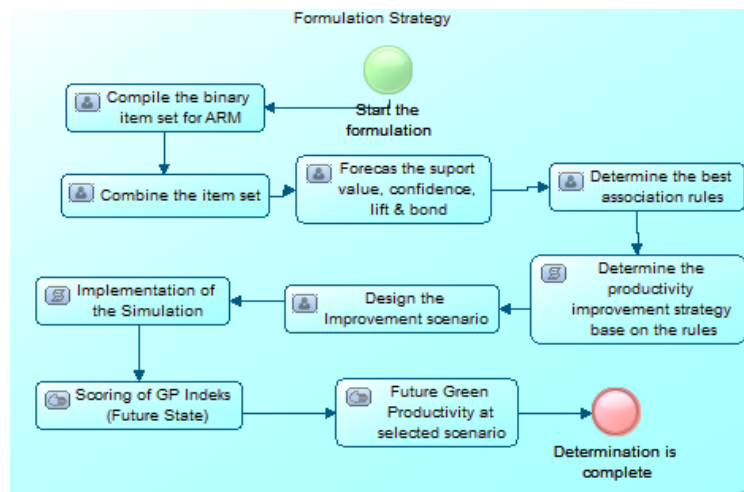 Formulation Strategy
Start the
formulation
Compile the binary
item set for ARM
Combine the item set
Forecas the suport
value, confidence,
lift & bond
Determine the best
association rules
Determine the
productivity
improvement strategy
base on the rules
Design the
Improvement scenario
Implementation of
the Simulation
Scoring of GP Indeks
(Future State)
Future Green
Productivity at
selected scenario
Determination is
complete